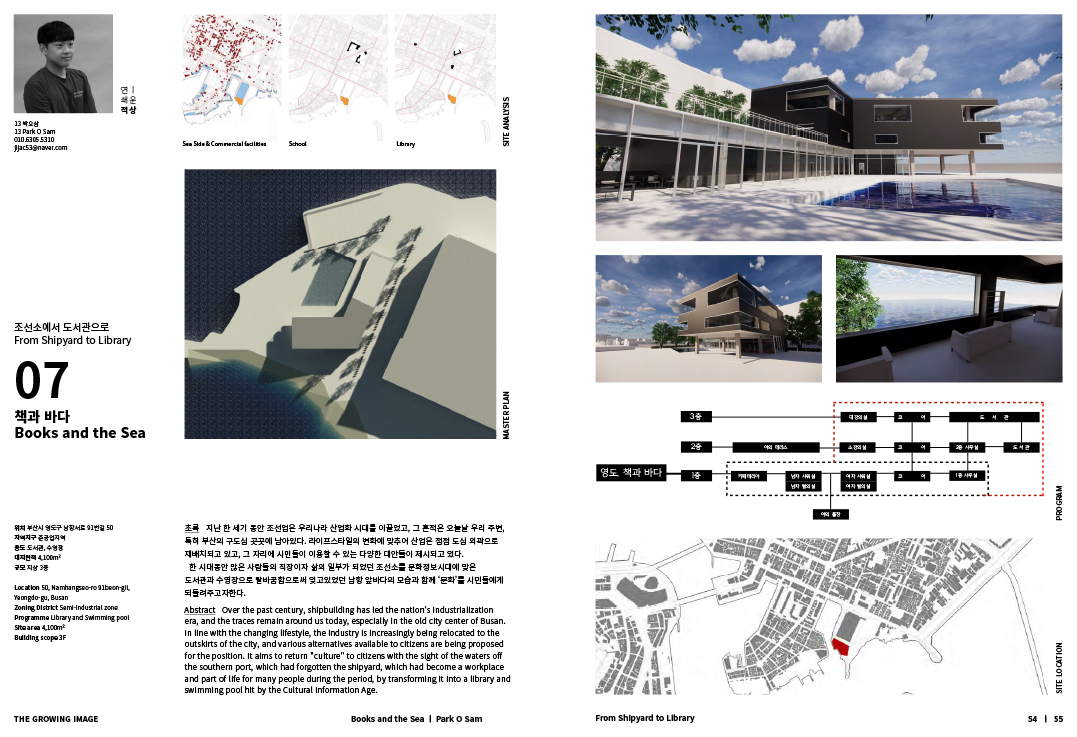 13 박오삼
13 Park O Sam
010.6305.5310
jijac53@naver.com
조선소에서 도서관으로
From Shipyard to Library
07
책과 바다
Books and the Sea
위치 부산시 영도구 남항서로 91번길 50
지역지구 준공업지역
용도 도서관, 수영장
대지면적 4,100m²
규모 지상 3층
Location 50, Namhangseo-ro 91beon-gil,
Yeongdo-gu, Busan
Zoning District Semi-industrial zone
Programme Library and Swimming pool
Site area 4,100m²
Building scope 3F
THE GROWING IMAGE
Sea Side & Commercial facilities
School
Library
SITE ANALYSIS
MASTER PLAN
초록 지난 한 세기 동안 조선업은 우리나라 산업화 시대를 이끌었고, 그 흔적은 오늘날 우리 주변,
특히 부산의 구도심 곳곳에 남아있다. 라이프스타일의 변화에 맞추어 산업은 점점 도심 외곽으로
재배치되고 있고, 그 자리에 시민들이 이용할 수 있는 다양한 대안들이 제시되고 있다.
한 시대동안 많은 사람들의 직장이자 삶의 일부가 되었던 조선소를 문화정보시대에 맞은
도서관과 수영장으로 탈바꿈함으로써 잊고있었던 남항 앞바다의 모습과 함께 '문화'를 시민들에게
되돌려주고자한다.
Abstract Over the past century, shipbuilding has led the nation's industrialization
era, and the traces remain around us today, especially in the old city center of Busan.
In line with the changing lifestyle, the industry is increasingly being relocated to the
outskirts of the city, and various alternatives available to citizens are being proposed
for the position. It aims to return "culture" to citizens with the sight of the waters off
the southern port, which had forgotten the shipyard, which had become a workplace
and part of life for many people during the period, by transforming it into a library and
swimming pool hit by the Cultural Information Age.
Books and the Sea | Park O Sam
3층
대강의실
코 어
도 서 관
2층
야외 테라스
소강의실
코 어
2층 사무실
도서관
영도, 책과 바다
1층
카페테리아
남자 샤워실
남자 탈의실
여자 샤워실
여자 탈의실
코 어
1층 사무실
야외 풀장
PROGRAM
SITE LOCATION
From Shipyard to Library
54 | 55